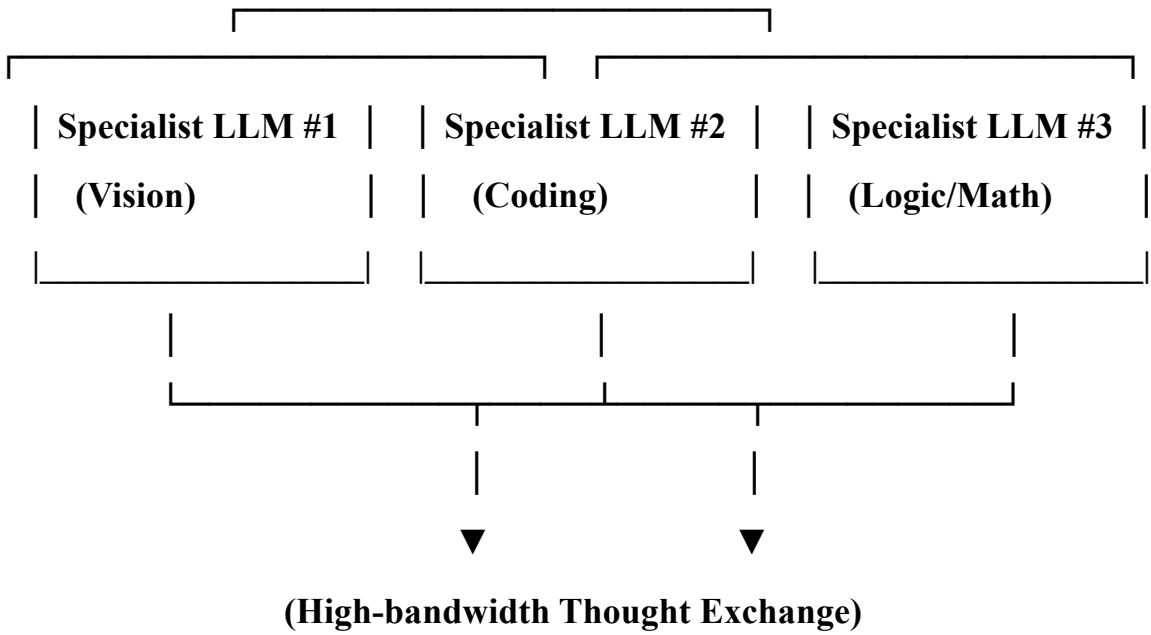 Specialist LLM #1 Specialist LLM #2 Specialist LLM #3
(Vision) (Coding) (Logic/Math)
(High-bandwidth Thought Exchange)